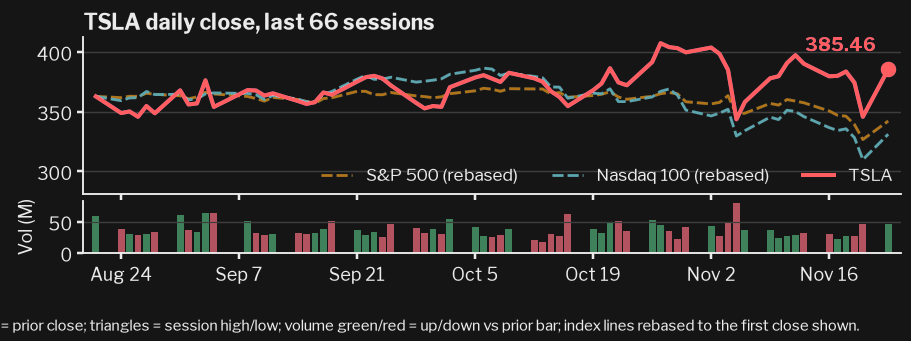 TSLA daily close, last 66 sessions
385.46
400
350
300
S&P 500 (rebased) Nasdaq 100 (rebased) TSLA
Vol (M)
50
0
Aug 24 Sep 7 Sep 21 Oct 5 Oct 19 Nov 2 Nov 16
= prior close; triangles = session high/low; volume green/red = up/down vs prior bar; index lines rebased to the first close shown.